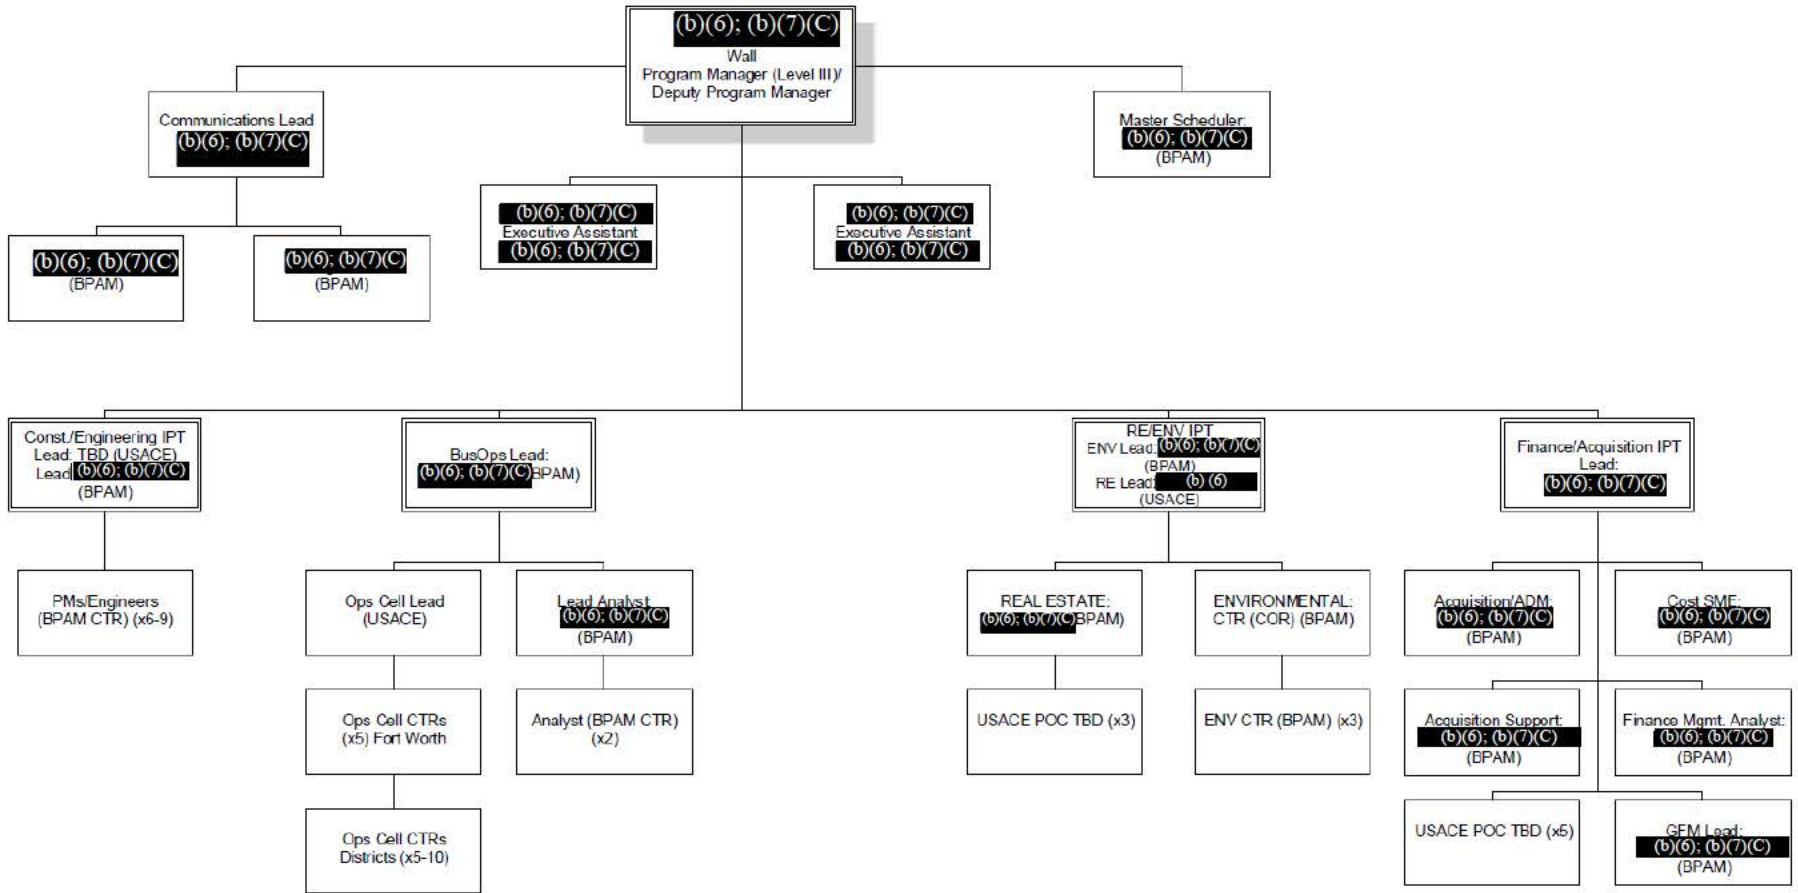 (b)(6); (b)(7)(C)
Wall
Program Manager (Level III)/
Deputy Program Manager
Communications Lead
(b)(6); (b)(7)(C)
Master Scheduler:
(b)(6); (b)(7)(C)
(BPAM)
(b)(6); (b)(7)(C)
(BPAM)
(b)(6); (b)(7)(C)
(BPAM)
(b)(6); (b)(7)(C)
Executive Assistant
(b)(6); (b)(7)(C)
(b)(6); (b)(7)(C)
Executive Assistant
(b)(6); (b)(7)(C)
Const./Engineering IPT
Lead: TBD (USACE)
Lead (b)(6); (b)(7)(C)
(BPAM)
BusOps Lead:
(b)(6); (b)(7)(C) BPAM)
RE/ENV IPT
ENV Lead: (b)(6); (b)(7)(C)
(BPAM)
RE Lead: (b) (6)
(USACE)
Finance/Acquisition IPT
Lead:
(b)(6); (b)(7)(C)
PMs/Engineers
(BPAM CTR) (x6-9)
Ops Cell Lead
(USACE)
Lead Analyst
(b)(6); (b)(7)(C)
(BPAM)
REAL ESTATE:
(b)(6); (b)(7)(C) BPAM)
ENVIRONMENTAL:
CTR (COR) (BPAM)
Acquisition/ADM:
(b)(6); (b)(7)(C)
(BPAM)
Cost SME:
(b)(6); (b)(7)(C)
(BPAM)
Ops Cell CTRs
(x5) Fort Worth
Analyst (BPAM CTR)
(x2)
USACE POC TBD (x3)
ENV CTR (BPAM) (x3)
Acquisition Support:
(b)(6); (b)(7)(C)
(BPAM)
Finance Mgmt. Analyst:
(b)(6); (b)(7)(C)
(BPAM)
Ops Cell CTRs
Districts (x5-10)
USACE POC TBD (x5)
GFM Lead:
(b)(6); (b)(7)(C)
(BPAM)